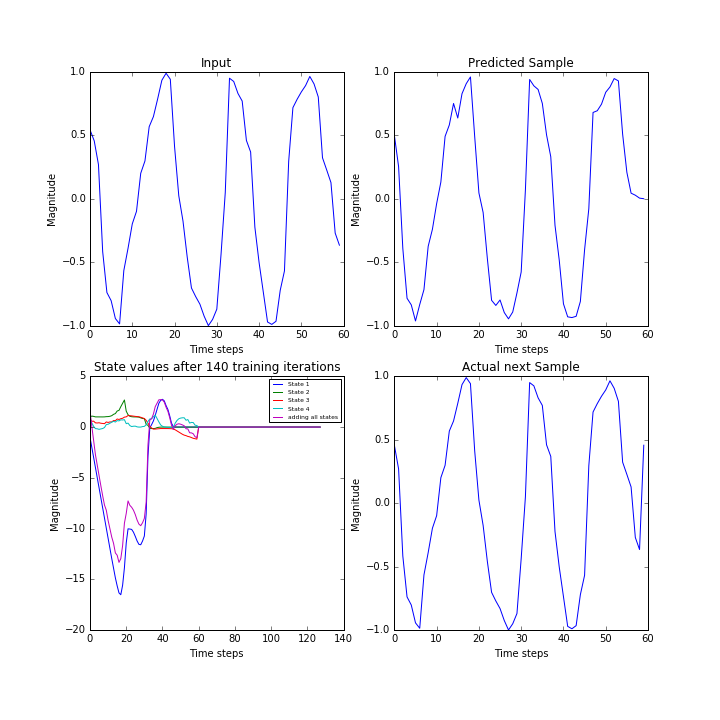 Input
Predicted Sample
1.0
0.5
0.0
−0.5
−1.0
Magnitude
0 10 20 30 40 50 60
Time steps
1.0
0.5
0.0
−0.5
−1.0
Magnitude
0 10 20 30 40 50 60
Time steps
State values after 140 training iterations
5
0
−5
−10
−15
−20
Magnitude
0 20 40 60 80 100 120 140
Time steps
State 1
State 2
State 3
State 4
adding all states
Actual next Sample
1.0
0.5
0.0
−0.5
−1.0
Magnitude
0 10 20 30 40 50 60
Time steps